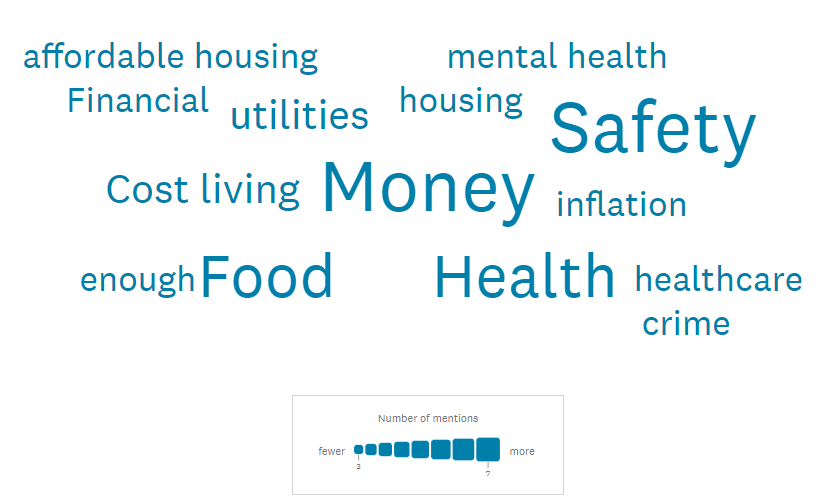 affordable housing
mental health
Financial
utilities
housing
Safety
Cost living
Money
inflation
enough
Food
Health
healthcare
crime
Number of mentions
fewer
more
3
7